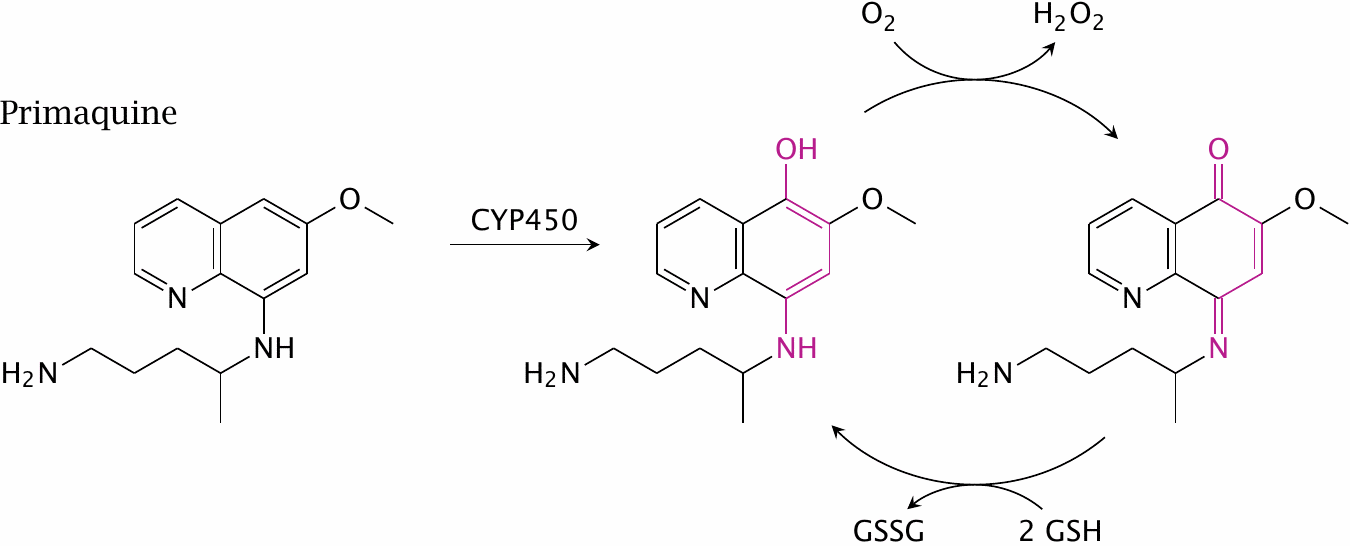 O₂ H₂O₂
Primaquine
OH O
O O O
CYP450
N N N
NH NH N
H₂N H₂N H₂N
GSSG 2 GSH